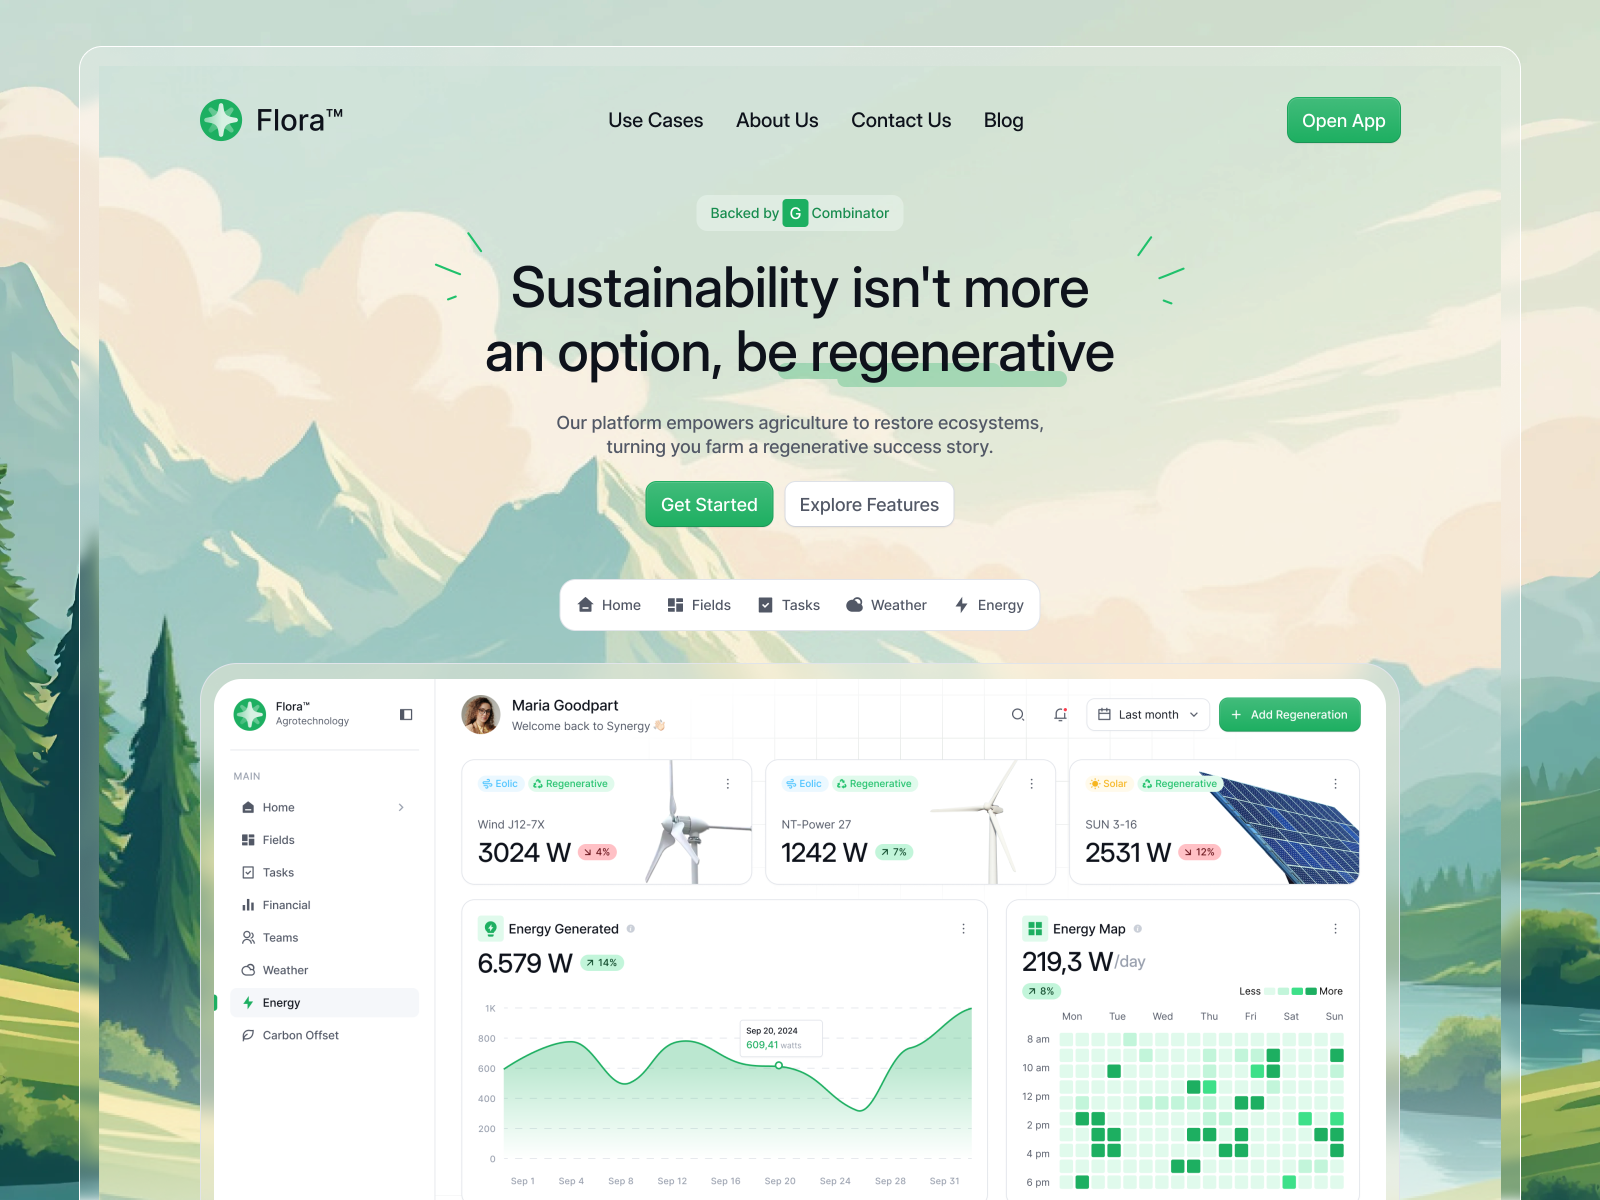 Flora™
Use Cases
About Us
Contact Us
Blog
Open App
Backed by G Combinator
Sustainability isn't more
an option, be regenerative
Our platform empowers agriculture to restore ecosystems,
turning you farm a regenerative success story.
Get Started
Explore Features
Home
Fields
Tasks
Weather
Energy
Flora™
Agrotechnology
MAIN
Home
Fields
Tasks
Financial
Teams
Weather
Energy
Carbon Offset
Maria Goodpart
Welcome back to Synergy 👋🏻
Last month
+ Add Regeneration
Eolic
Regenerative
Wind J12-7X
3024 W
4%
Eolic
Regenerative
NT-Power 27
1242 W
7%
Solar
Regenerative
SUN 3-16
2531 W
12%
Energy Generated
6.579 W
14%
1K
800
600
400
200
0
Sep 20, 2024
609,41 watts
Sep 1
Sep 4
Sep 8
Sep 12
Sep 16
Sep 20
Sep 24
Sep 28
Sep 31
Energy Map
219,3 W/day
8%
Less
More
Mon
Tue
Wed
Thu
Fri
Sat
Sun
8 am
10 am
12 pm
2 pm
4 pm
6 pm